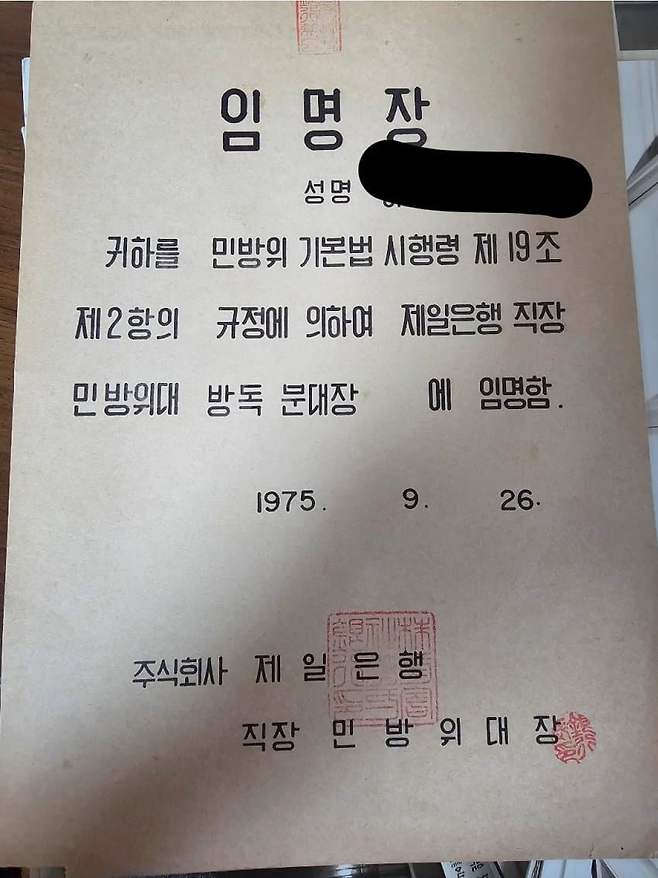 임명장
성명
귀하를 민방위 기본법 시행령 제19조
제2항의 규정에 의하여 제일은행 직장
민방위대 방독 분대장 에 임명함.
1975. 9. 26.
주식회사 제일은행
직장민방위대장